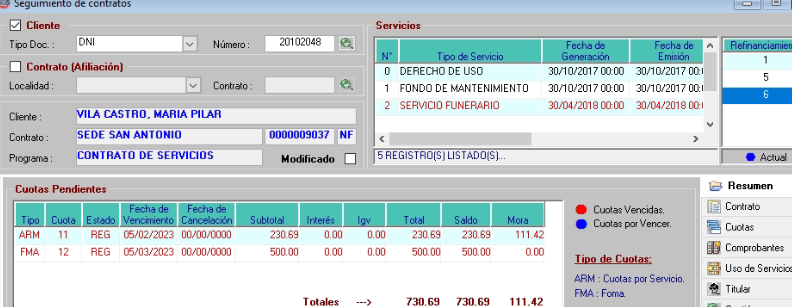 Seguimiento de contratos
Cliente
Tipo Doc. : DNI Número : 20102048
Contrato (Afiliación)
Localidad : Contrato :
Cliente : VILA CASTRO, MARIA PILAR
Contrato : SEDE SAN ANTONIO 0000009037 NF
Programa : CONTRATO DE SERVICIOS Modificado
Servicios
N° Tipo de Servicio Fecha de Generación Fecha de Emisión
0 DERECHO DE USO 30/10/2017 00:00 30/10/2017 00:
1 FONDO DE MANTENIMIENTO 30/10/2017 00:00 30/10/2017 00:
2 SERVICIO FUNERARIO 30/04/2018 00:00 30/04/2018 00:
5 REGISTRO(S) LISTADO(S)...
Refinanciamien
1
5
6
Actual
Cuotas Pendientes
Tipo Cuota Estado Fecha de Vencimiento Fecha de Cancelación Subtotal Interés Igv Total Saldo Mora
ARM 11 REG 05/02/2023 00/00/0000 230.69 0.00 0.00 230.69 230.69 111.42
FMA 12 REG 05/03/2023 00/00/0000 500.00 0.00 0.00 500.00 500.00 0.00
Totales ---> 730.69 730.69 111.42
Cuotas Vencidas.
Cuotas por Vencer.
Tipo de Cuotas:
ARM : Cuotas por Servicio.
FMA : Foma.
Resumen
Contrato
Cuotas
Comprobantes
Uso de Servicios
Titular